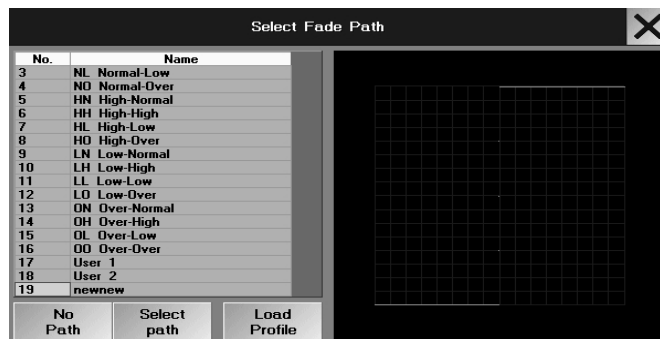 Select Fade Path
No. Name
3 NL Normal-Low
4 NO Normal-Over
5 HN High-Normal
6 HH High-High
7 HL High-Low
8 HO High-Over
9 LN Low-Normal
10 LH Low-High
11 LL Low-Low
12 LO Low-Over
13 ON Over-Normal
14 OH Over-High
15 OL Over-Low
16 OO Over-Over
17 User 1
18 User 2
19 newnew
No Path
Select path
Load Profile